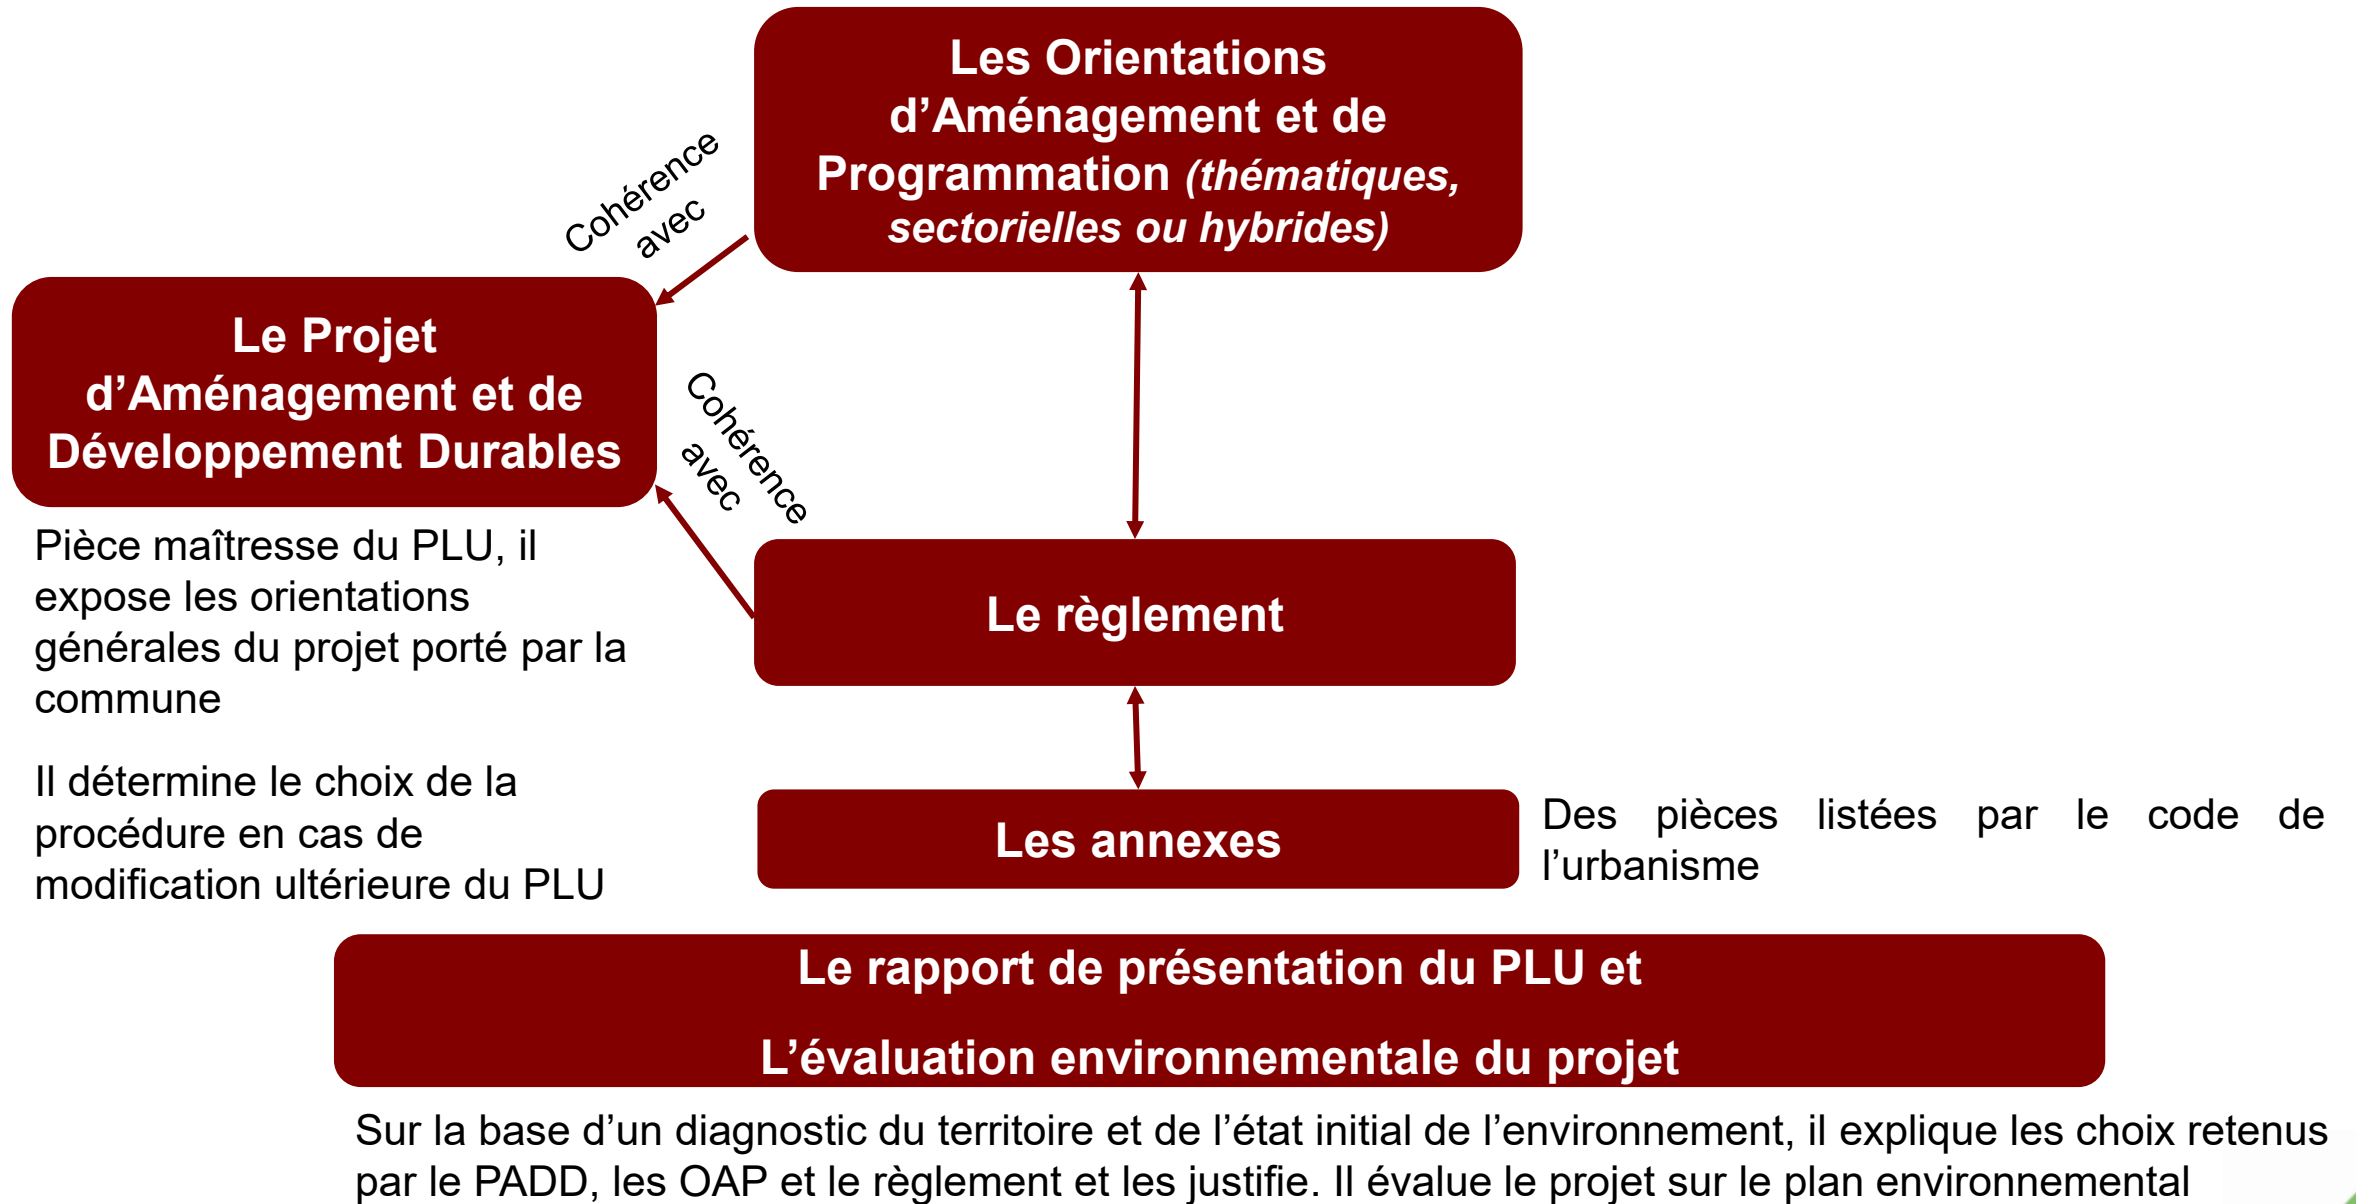 Les Orientations
d’Aménagement et de
Programmation (thématiques,
sectorielles ou hybrides)
Cohérence
avec
Le Projet
d’Aménagement et de
Développement Durables
Cohérence
avec
Pièce maîtresse du PLU, il
expose les orientations
générales du projet porté par la
commune
Il détermine le choix de la
procédure en cas de
modification ultérieure du PLU
Le règlement
Les annexes
Des pièces listées par le code de
l’urbanisme
Le rapport de présentation du PLU et
L’évaluation environnementale du projet
Sur la base d’un diagnostic du territoire et de l’état initial de l’environnement, il explique les choix retenus
par le PADD, les OAP et le règlement et les justifie. Il évalue le projet sur le plan environnemental